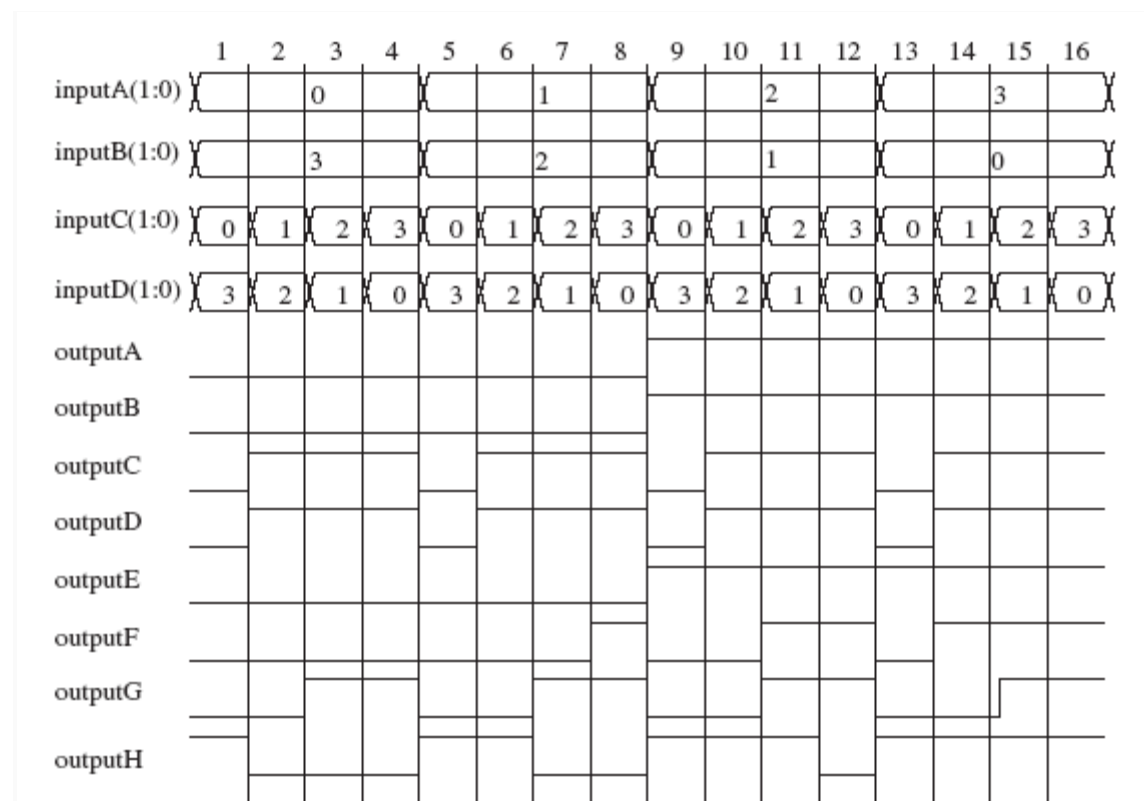 1 2 3 4 5 6 7 8 9 10 11 12 13 14 15 16
inputA(1:0) 0 1 2 3
inputB(1:0) 3 2 1 0
inputC(1:0) 0 1 2 3 0 1 2 3 0 1 2 3 0 1 2 3
inputD(1:0) 3 2 1 0 3 2 1 0 3 2 1 0 3 2 1 0
outputA
outputB
outputC
outputD
outputE
outputF
outputG
outputH